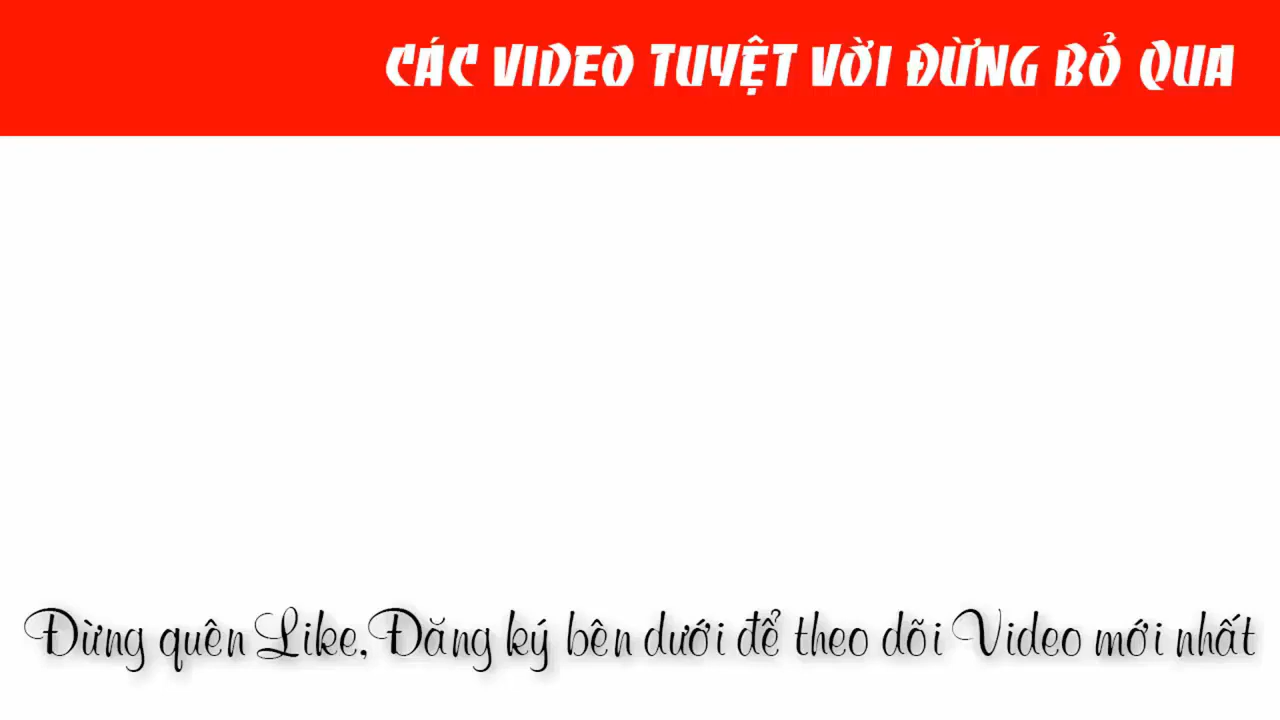 CÁC VIDEO TUYỆT VỜI ĐỪNG BỎ QUA
Đừng quên Like,Đăng ký bên dưới để theo dõi Video mới nhất